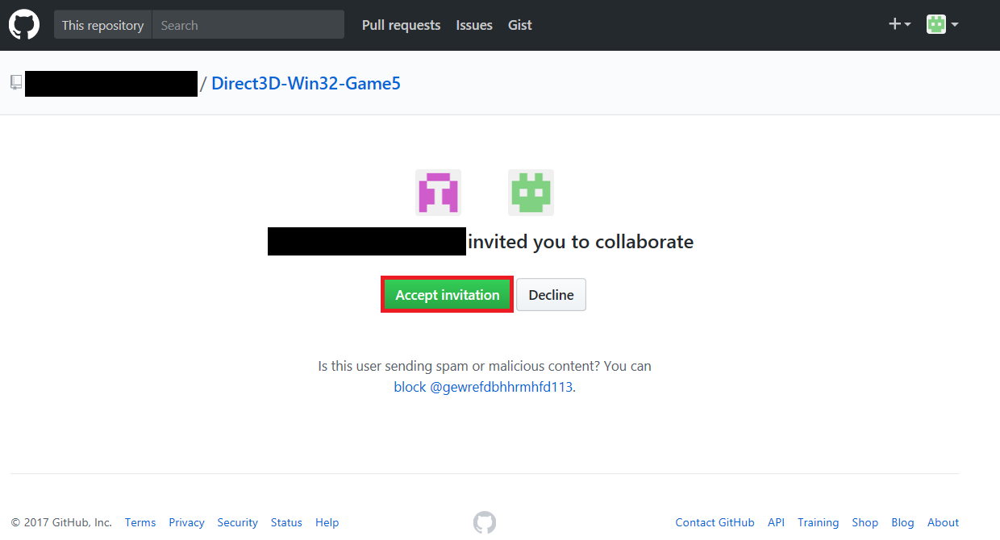 This repository Search Pull requests Issues Gist
/ Direct3D-Win32-Game5
invited you to collaborate
Accept invitation Decline
Is this user sending spam or malicious content? You can
block @gewrefdbhhrmhfd113.
© 2017 GitHub, Inc. Terms Privacy Security Status Help Contact GitHub API Training Shop Blog About